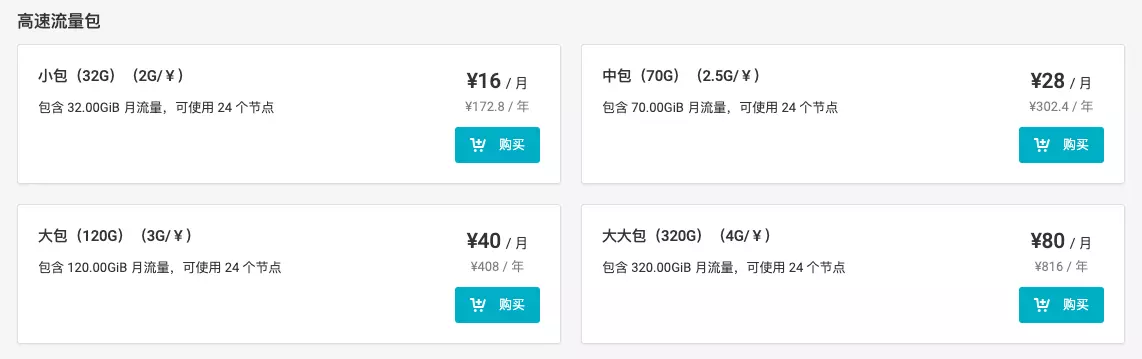 高速流量包
小包（32G）（2G/￥）
¥16 / 月
包含 32.00GiB 月流量，可使用 24 个节点
¥172.8 / 年
购买
中包（70G）（2.5G/￥）
¥28 / 月
包含 70.00GiB 月流量，可使用 24 个节点
¥302.4 / 年
购买
大包（120G）（3G/￥）
¥40 / 月
包含 120.00GiB 月流量，可使用 24 个节点
¥408 / 年
购买
大大包（320G）（4G/￥）
¥80 / 月
包含 320.00GiB 月流量，可使用 24 个节点
¥816 / 年
购买